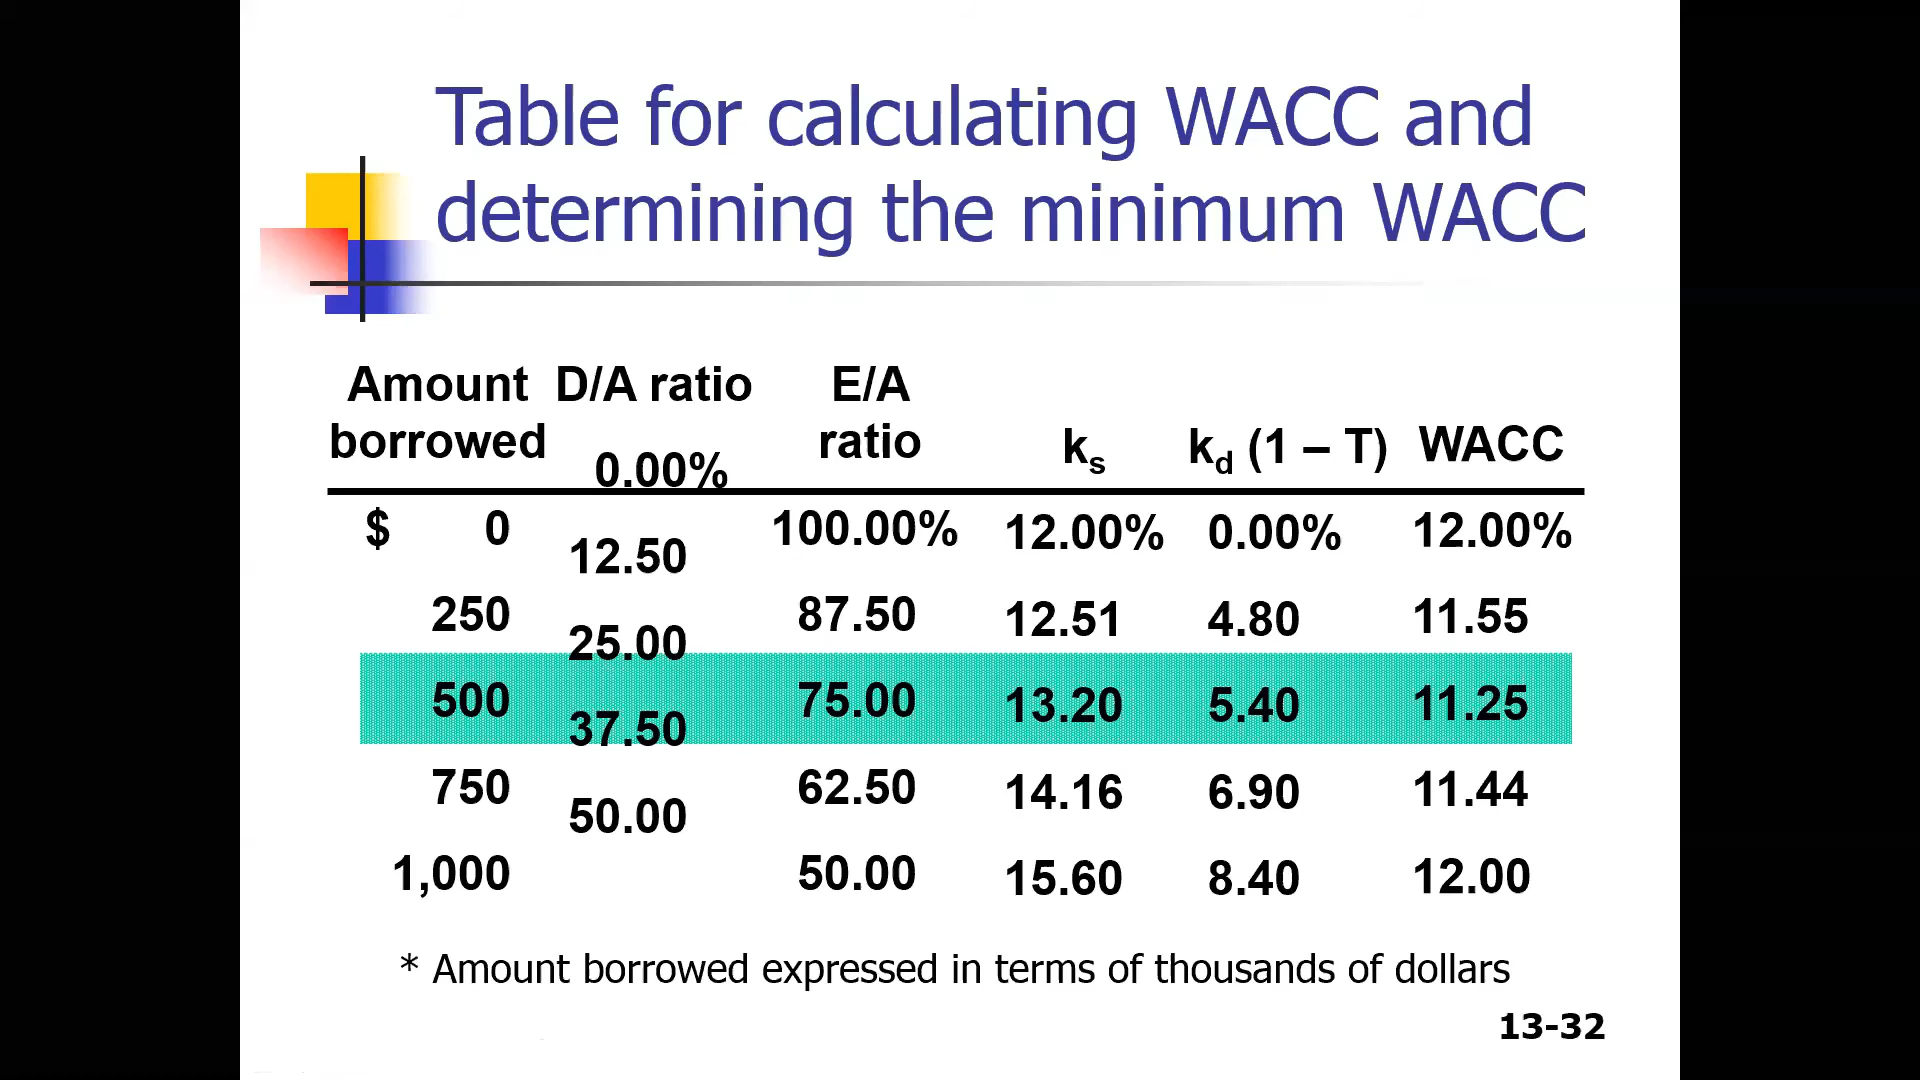 Table for calculating WACC and
determining the minimum WACC
Amount D/A ratio E/A
borrowed ratio ks kd (1 – T) WACC
0.00%
$ 0 100.00% 12.00% 0.00% 12.00%
12.50
250 87.50 12.51 4.80 11.55
25.00
500 75.00 13.20 5.40 11.25
37.50
750 62.50 14.16 6.90 11.44
50.00
1,000 50.00 15.60 8.40 12.00
* Amount borrowed expressed in terms of thousands of dollars
13-32